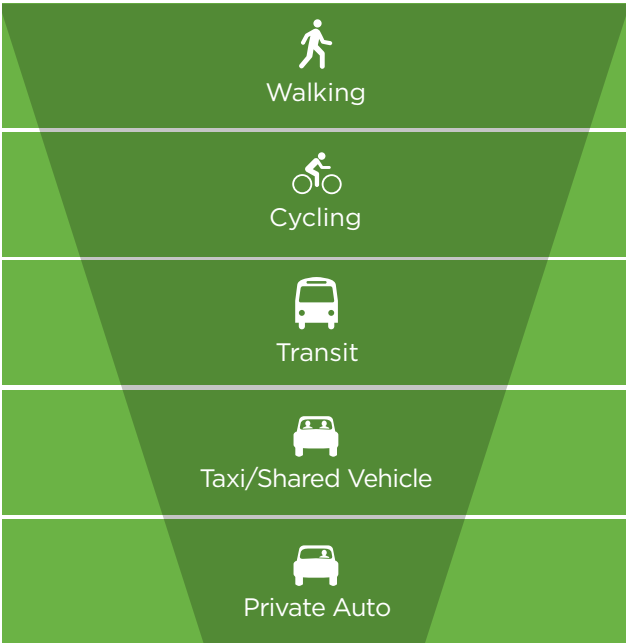 Walking
Cycling
Transit
Taxi/Shared Vehicle
Private Auto